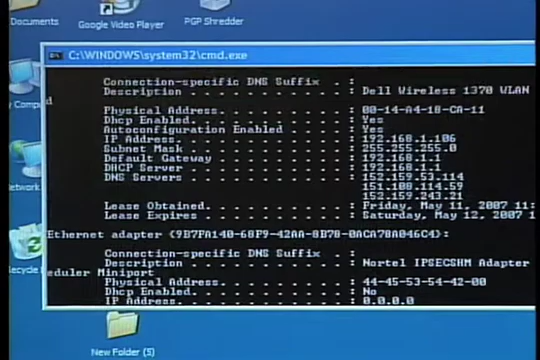 Documents
Google Video Player
PGP Shredder
C:\WINDOWS\system32\cmd.exe
Connection-specific DNS Suffix . :
Description . . . . . . . . . . . : Dell Wireless 1370 WLAN
d
Physical Address. . . . . . . . . : 00-14-A4-18-CA-11
Dhcp Enabled. . . . . . . . . . . : Yes
Autoconfiguration Enabled . . . . : Yes
IP Address. . . . . . . . . . . . : 192.168.1.106
Subnet Mask . . . . . . . . . . . : 255.255.255.0
Default Gateway . . . . . . . . . : 192.168.1.1
DHCP Server . . . . . . . . . . . : 192.168.1.1
DNS Servers . . . . . . . . . . . : 152.159.53.114
151.108.114.59
152.159.243.21
Lease Obtained. . . . . . . . . . : Friday, May 11, 2007 11:
Lease Expires . . . . . . . . . . : Saturday, May 12, 2007 1
Ethernet adapter {9B7FA140-68F9-42AA-8B78-0ACA78A046C4}:
Connection-specific DNS Suffix . :
Description . . . . . . . . . . . : Nortel IPSECSHM Adapter
eduler Miniport
Physical Address. . . . . . . . . : 44-45-53-54-42-00
Dhcp Enabled. . . . . . . . . . . : No
IP Address. . . . . . . . . . . . : 0.0.0.0
y Comput
etwork
ecycle
New Folder (5)